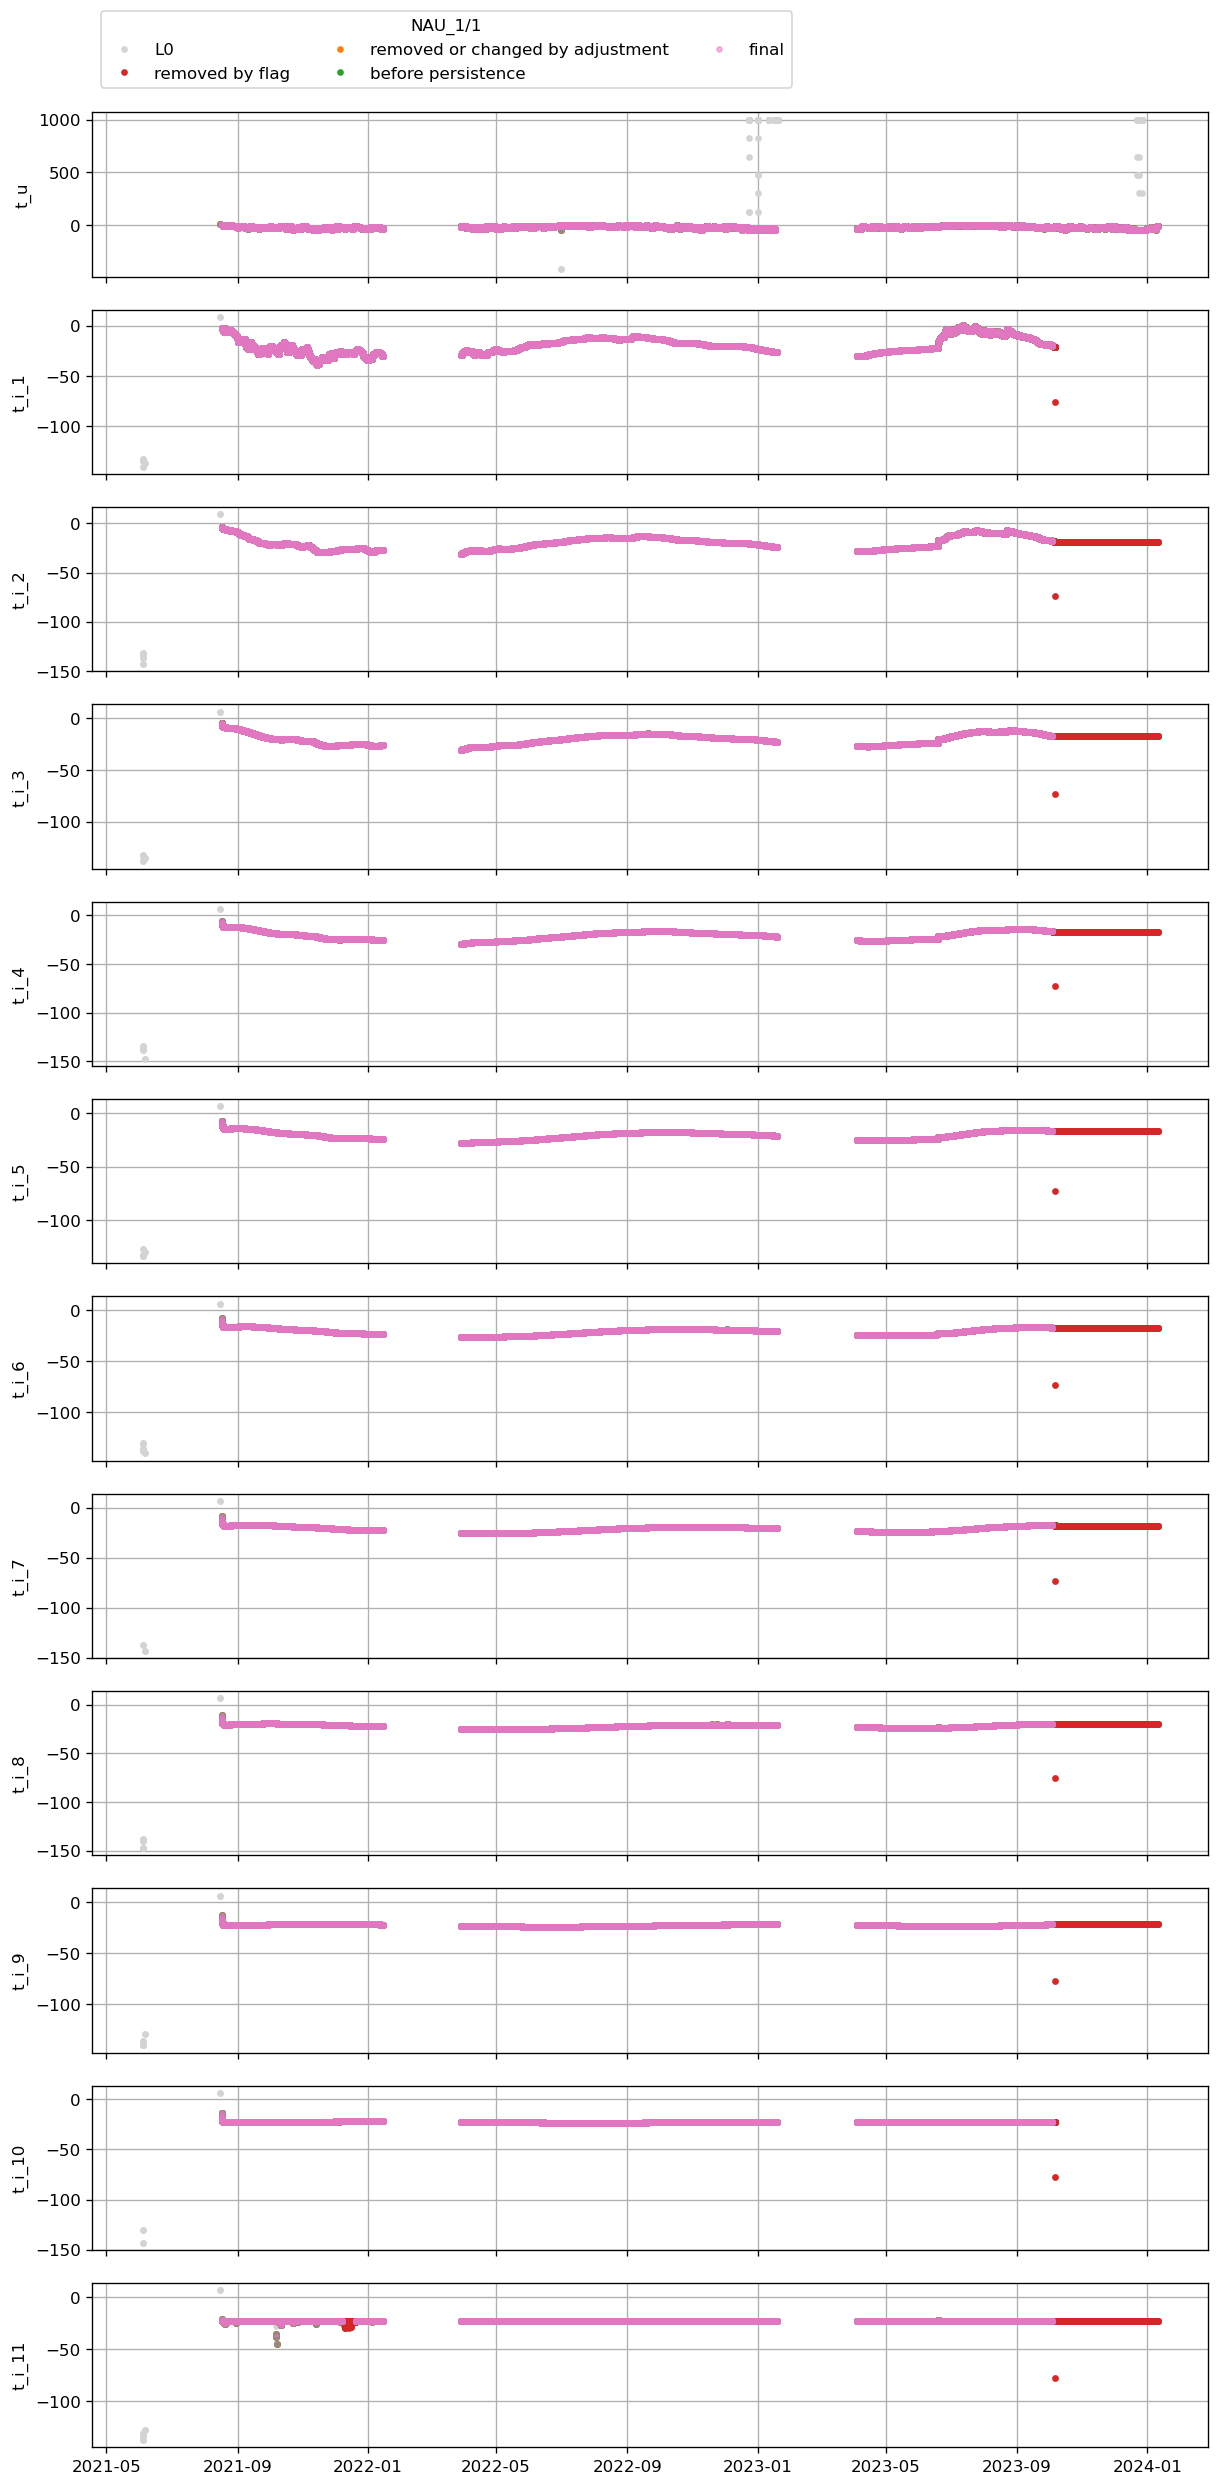 NAU_1/1
L0
removed or changed by adjustment
final
removed by flag
before persistence
1000
500
0
t_u
0
−50
−100
t_i_1
0
−50
−100
−150
t_i_2
0
−50
−100
t_i_3
0
−50
−100
−150
t_i_4
0
−50
−100
t_i_5
0
−50
−100
t_i_6
0
−50
−100
−150
t_i_7
0
−50
−100
−150
t_i_8
0
−50
−100
t_i_9
0
−50
−100
−150
t_i_10
0
−50
−100
t_i_11
2021-05 2021-09 2022-01 2022-05 2022-09 2023-01 2023-05 2023-09 2024-01